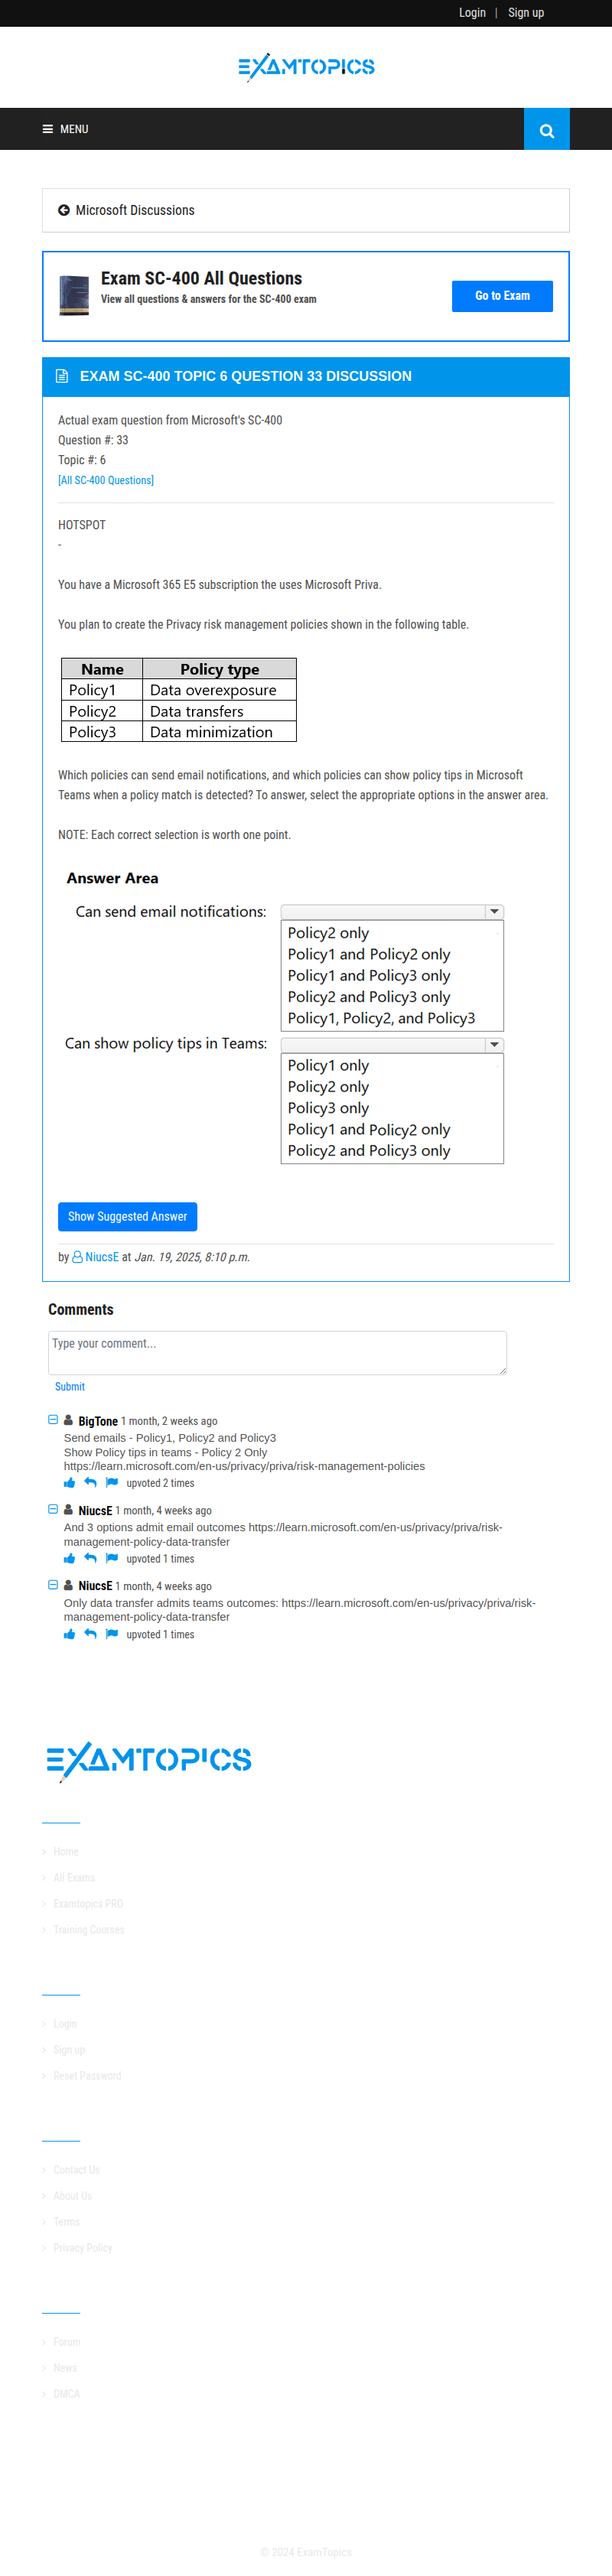 Login | Sign up
EXAMTOPICS
MENU
Microsoft Discussions
Exam SC-400 All Questions
View all questions & answers for the SC-400 exam
Go to Exam
EXAM SC-400 TOPIC 6 QUESTION 33 DISCUSSION
Actual exam question from Microsoft's SC-400
Question #: 33
Topic #: 6
[All SC-400 Questions]
HOTSPOT
-
You have a Microsoft 365 E5 subscription the uses Microsoft Priva.
You plan to create the Privacy risk management policies shown in the following table.
Name Policy type
Policy1 Data overexposure
Policy2 Data transfers
Policy3 Data minimization
Which policies can send email notifications, and which policies can show policy tips in Microsoft
Teams when a policy match is detected? To answer, select the appropriate options in the answer area.
NOTE: Each correct selection is worth one point.
Answer Area
Can send email notifications:
Policy2 only
Policy1 and Policy2 only
Policy1 and Policy3 only
Policy2 and Policy3 only
Policy1, Policy2, and Policy3
Can show policy tips in Teams:
Policy1 only
Policy2 only
Policy3 only
Policy1 and Policy2 only
Policy2 and Policy3 only
Show Suggested Answer
by NiucsE at Jan. 19, 2025, 8:10 p.m.
Comments
Type your comment...
Submit
BigTone 1 month, 2 weeks ago
Send emails - Policy1, Policy2 and Policy3
Show Policy tips in teams - Policy 2 Only
https://learn.microsoft.com/en-us/privacy/priva/risk-management-policies
upvoted 2 times
NiucsE 1 month, 4 weeks ago
And 3 options admit email outcomes https://learn.microsoft.com/en-us/privacy/priva/risk-
management-policy-data-transfer
upvoted 1 times
NiucsE 1 month, 4 weeks ago
Only data transfer admits teams outcomes: https://learn.microsoft.com/en-us/privacy/priva/risk-
management-policy-data-transfer
upvoted 1 times
EXAMTOPICS
Home
All Exams
Examtopics PRO
Training Courses
Login
Sign up
Reset Password
Contact Us
About Us
Terms
Privacy Policy
Forum
News
DMCA
© 2024 ExamTopics